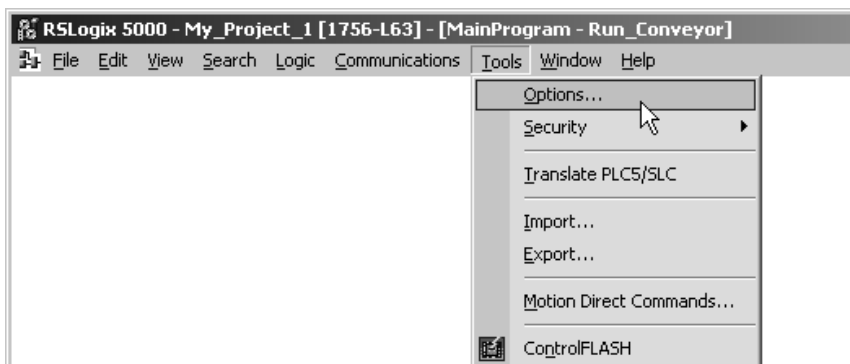 RSLogix 5000 - My_Project_1 [1756-L63] - [MainProgram - Run_Conveyor]
File Edit View Search Logic Communications Tools Window Help
Options...
Security
Translate PLC5/SLC
Import...
Export...
Motion Direct Commands...
ControlFLASH